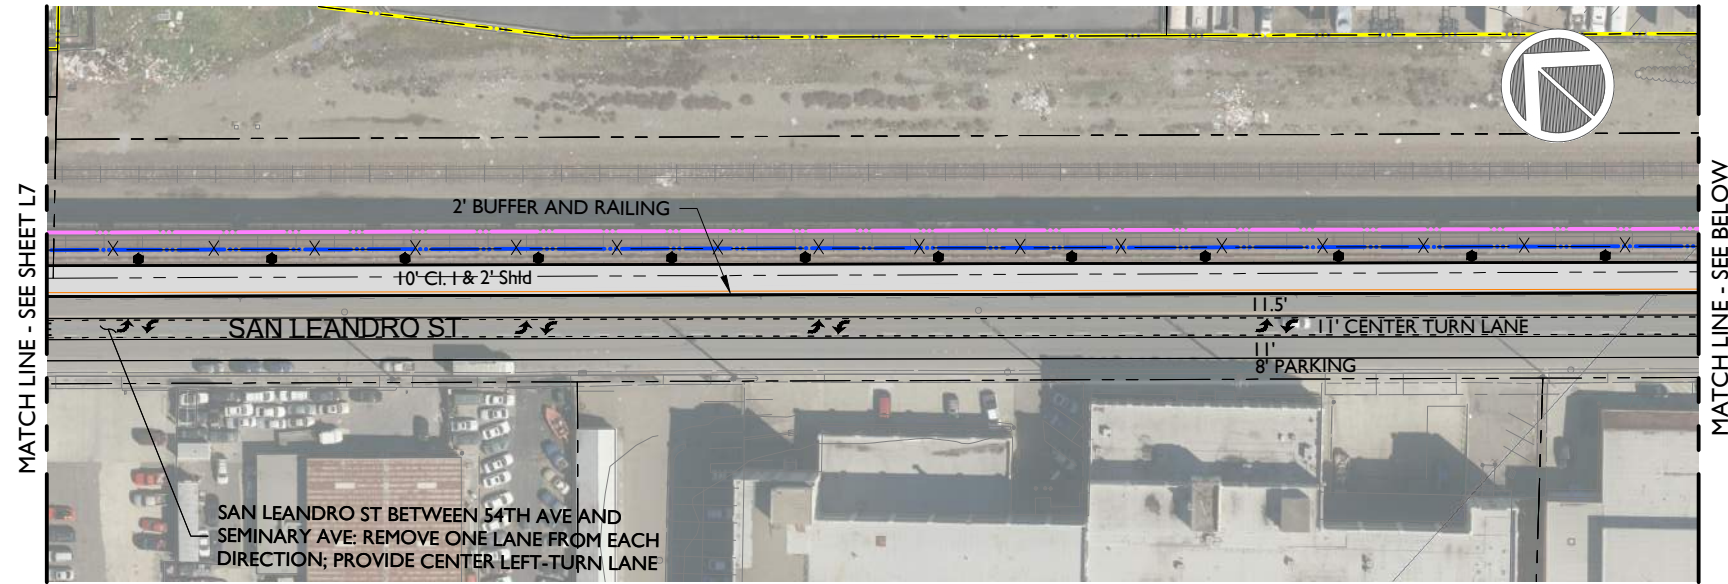 MATCH LINE - SEE SHEET L7
2' BUFFER AND RAILING
10' Cl. I & 2' Shld
11.5'
SAN LEANDRO ST
11' CENTER TURN LANE
11'
8' PARKING
SAN LEANDRO ST BETWEEN 54TH AVE AND
SEMINARY AVE: REMOVE ONE LANE FROM EACH
DIRECTION; PROVIDE CENTER LEFT-TURN LANE
MATCH LINE - SEE BELOW